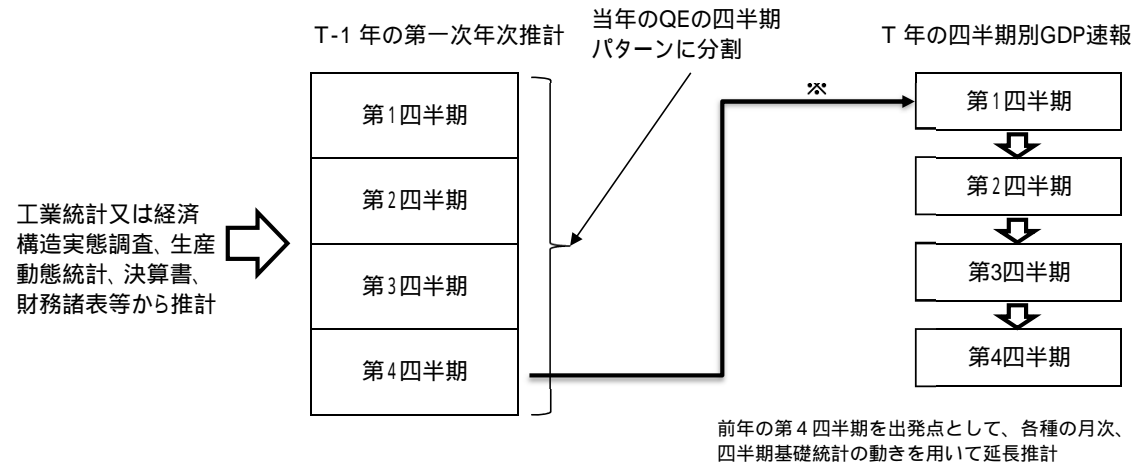 T-1 年の第一次年次推計
当年のQEの四半期
パターンに分割
T 年の四半期別GDP速報
工業統計又は経済
構造実態調査、生産
動態統計、決算書、
財務諸表等から推計
第1四半期
第2四半期
第3四半期
第4四半期
※
第1四半期
第2四半期
第3四半期
第4四半期
前年の第４四半期を出発点として、各種の月次、
四半期基礎統計の動きを用いて延長推計